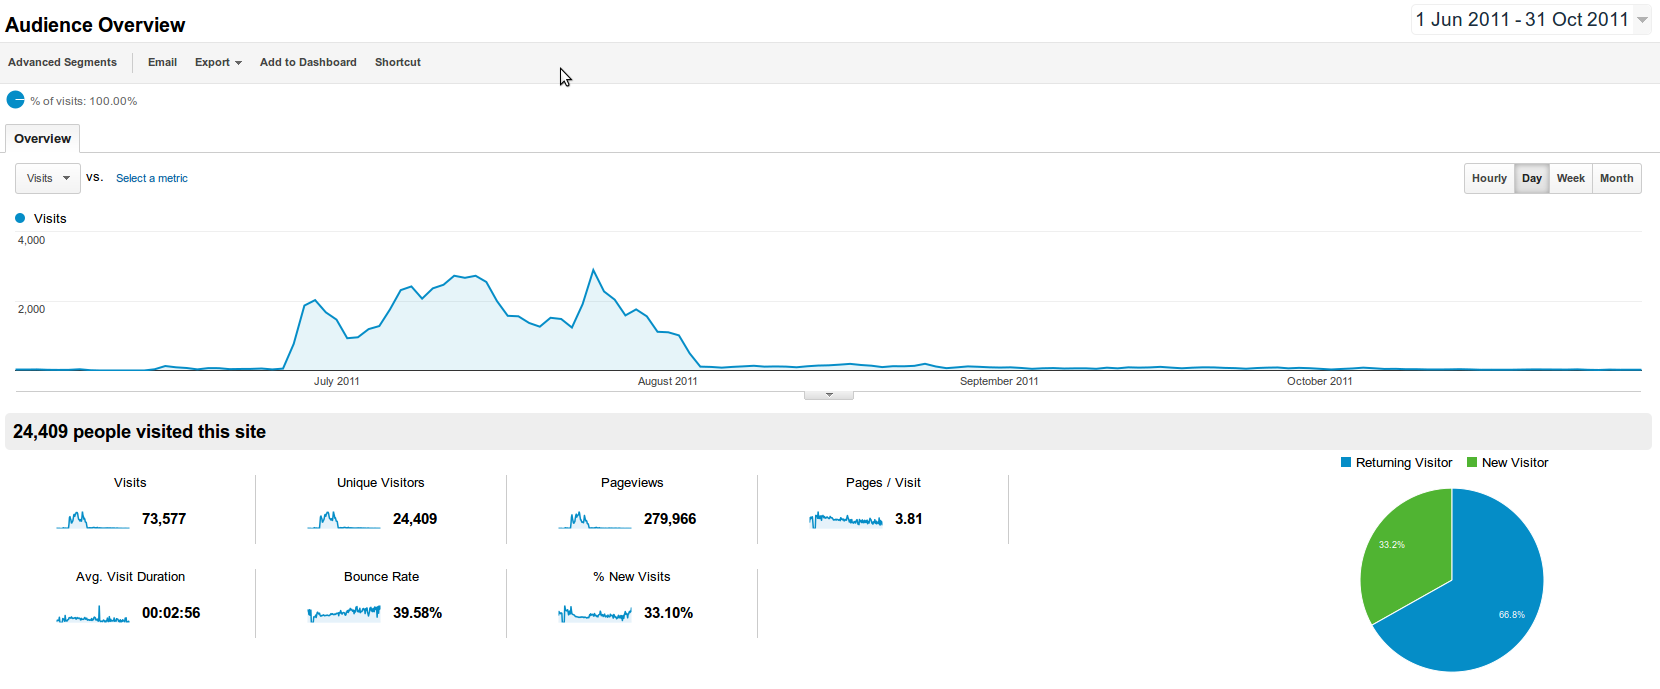 Audience Overview
1 Jun 2011 - 31 Oct 2011
Advanced Segments Email Export Add to Dashboard Shortcut
% of visits: 100.00%
Overview
Visits vs. Select a metric
Hourly Day Week Month
Visits
4,000
2,000
July 2011 August 2011 September 2011 October 2011
24,409 people visited this site
Returning Visitor New Visitor
Visits Unique Visitors Pageviews Pages / Visit
73,577 24,409 279,966 3.81
33.2%
Avg. Visit Duration Bounce Rate % New Visits
00:02:56 39.58% 33.10%
66.8%